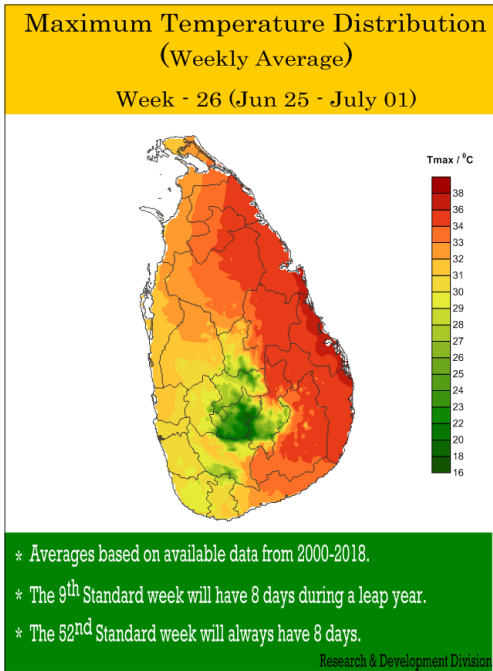 Maximum Temperature Distribution
(Weekly Average)
Week - 26 (Jun 25 - July 01)
Tmax / ⁰C
38
36
34
33
32
31
30
29
28
27
26
25
24
23
22
20
18
16
* Averages based on available data from 2000-2018.
* The 9th Standard week will have 8 days during a leap year.
* The 52nd Standard week will always have 8 days.
Research & Development Division